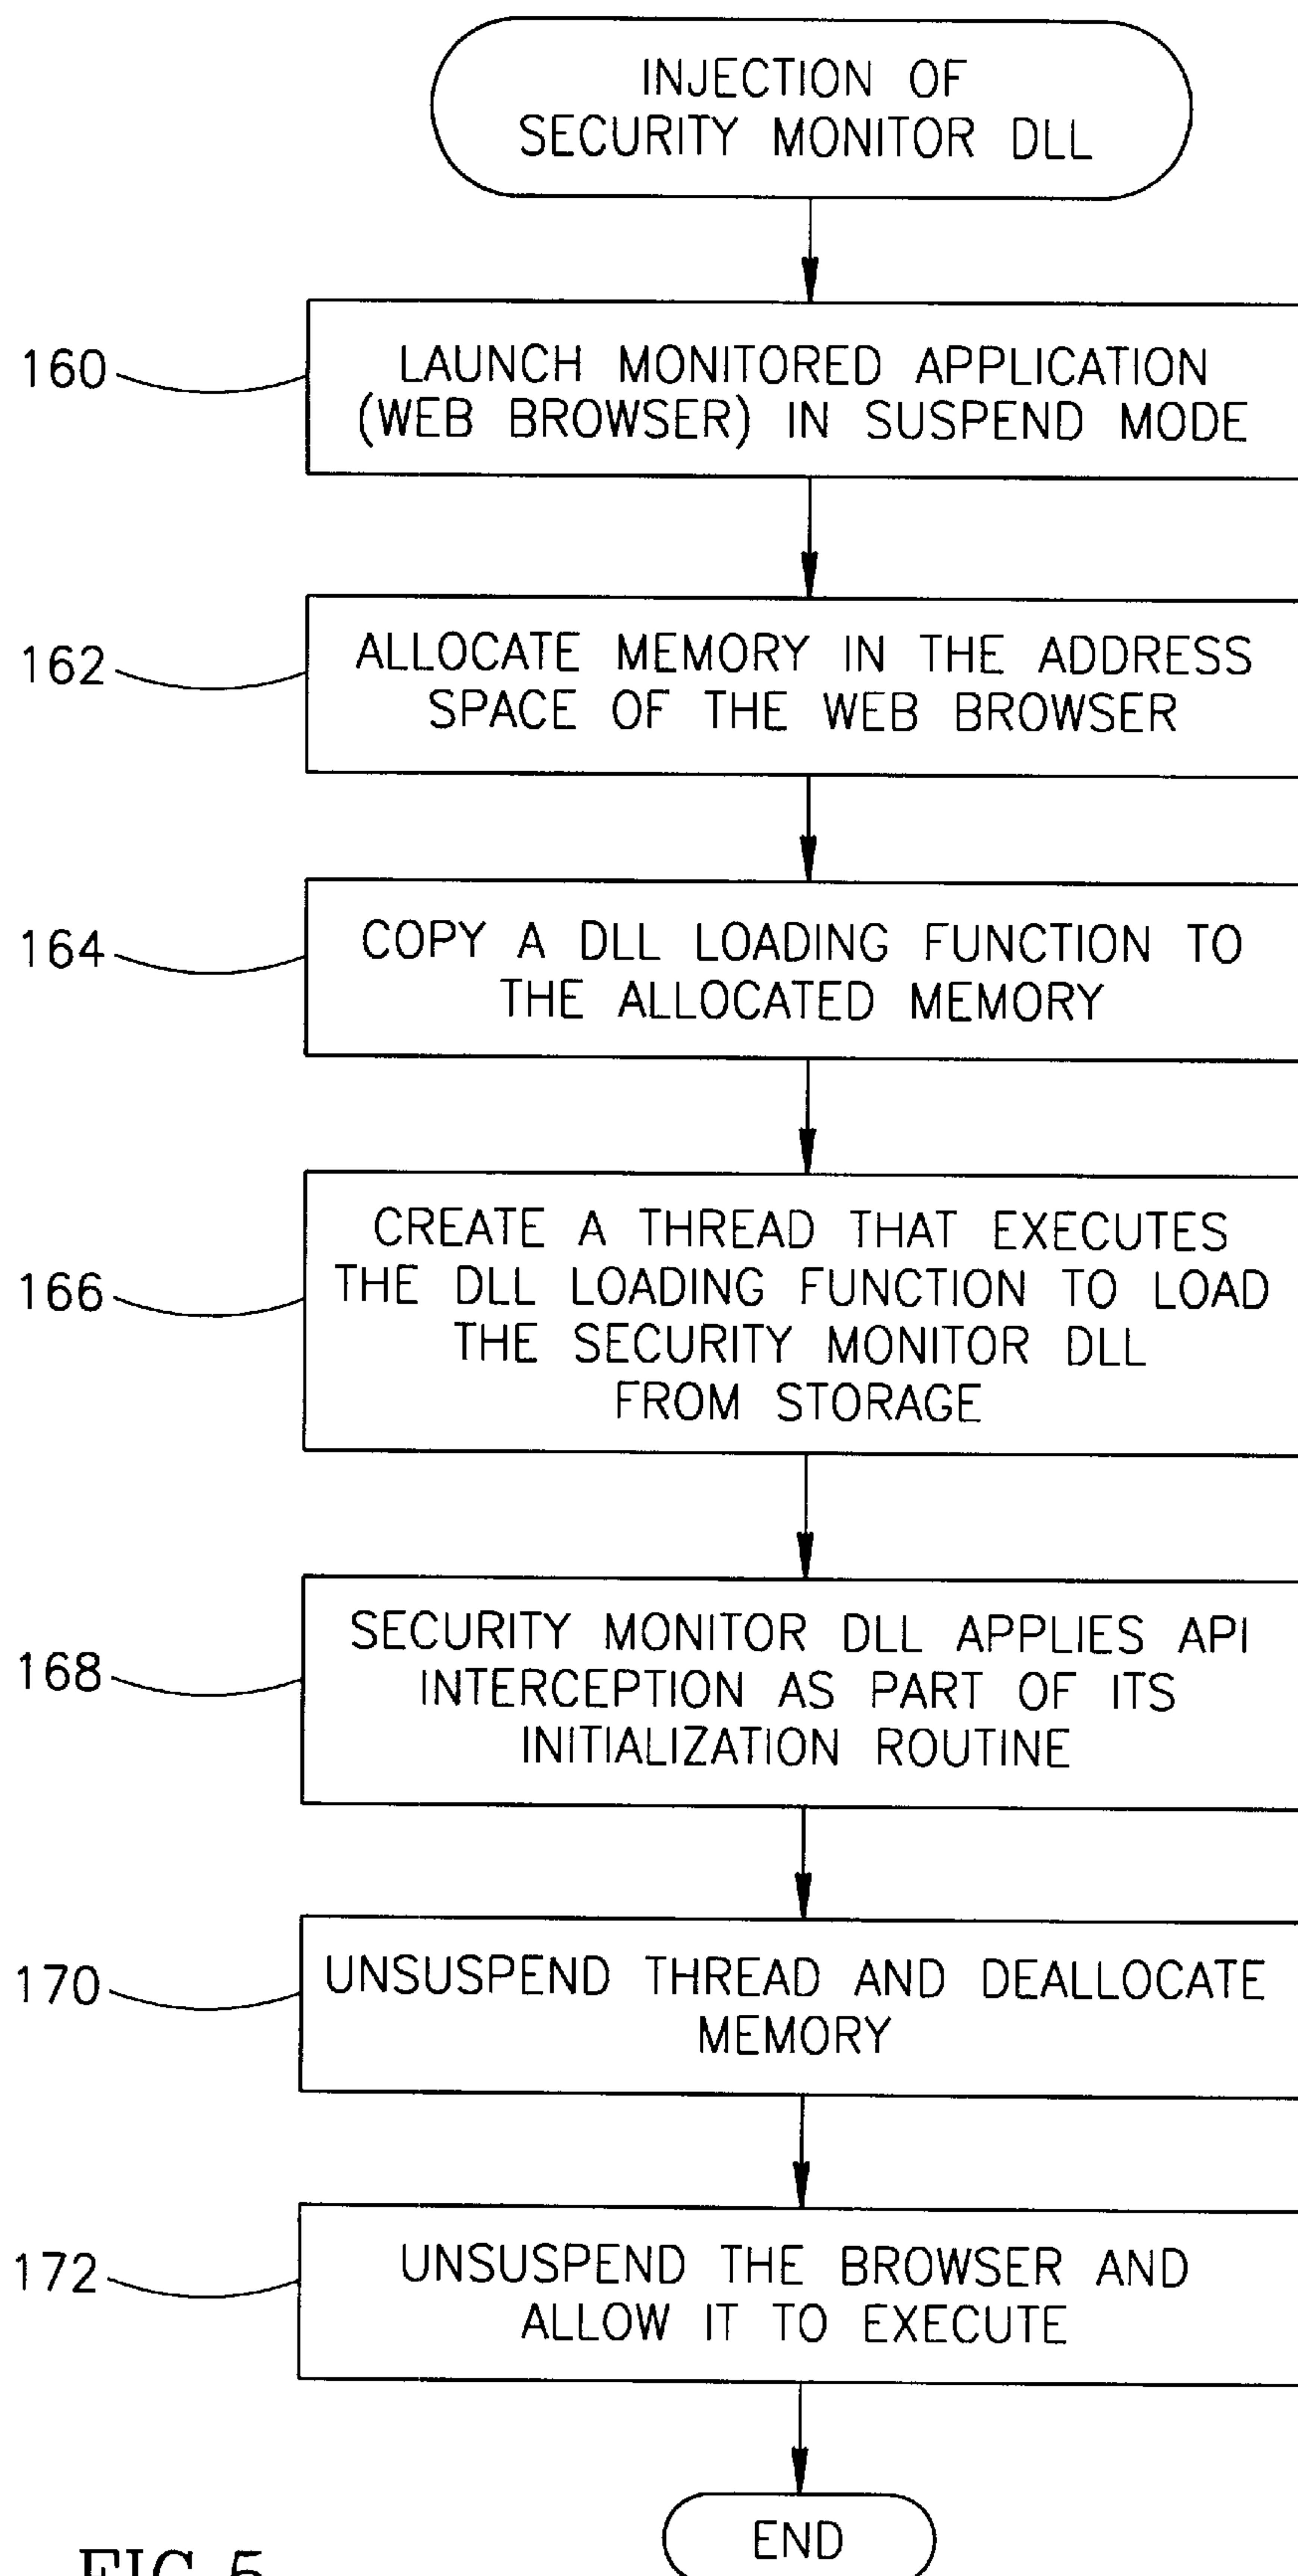 INJECTION OF
SECURITY MONITOR DLL
160
LAUNCH MONITORED APPLICATION
(WEB BROWSER) IN SUSPEND MODE
162
ALLOCATE MEMORY IN THE ADDRESS
SPACE OF THE WEB BROWSER
164
COPY A DLL LOADING FUNCTION TO
THE ALLOCATED MEMORY
166
CREATE A THREAD THAT EXECUTES
THE DLL LOADING FUNCTION TO LOAD
THE SECURITY MONITOR DLL
FROM STORAGE
168
SECURITY MONITOR DLL APPLIES API
INTERCEPTION AS PART OF ITS
INITIALIZATION ROUTINE
170
UNSUSPEND THREAD AND DEALLOCATE
MEMORY
172
UNSUSPEND THE BROWSER AND
ALLOW IT TO EXECUTE
END
FIG.5